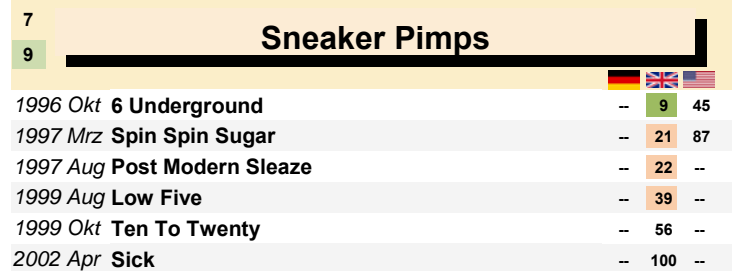 7
Sneaker Pimps
9
1996 Okt 6 Underground -- 9 45
1997 Mrz Spin Spin Sugar -- 21 87
1997 Aug Post Modern Sleaze -- 22 --
1999 Aug Low Five -- 39 --
1999 Okt Ten To Twenty -- 56 --
2002 Apr Sick -- 100 --